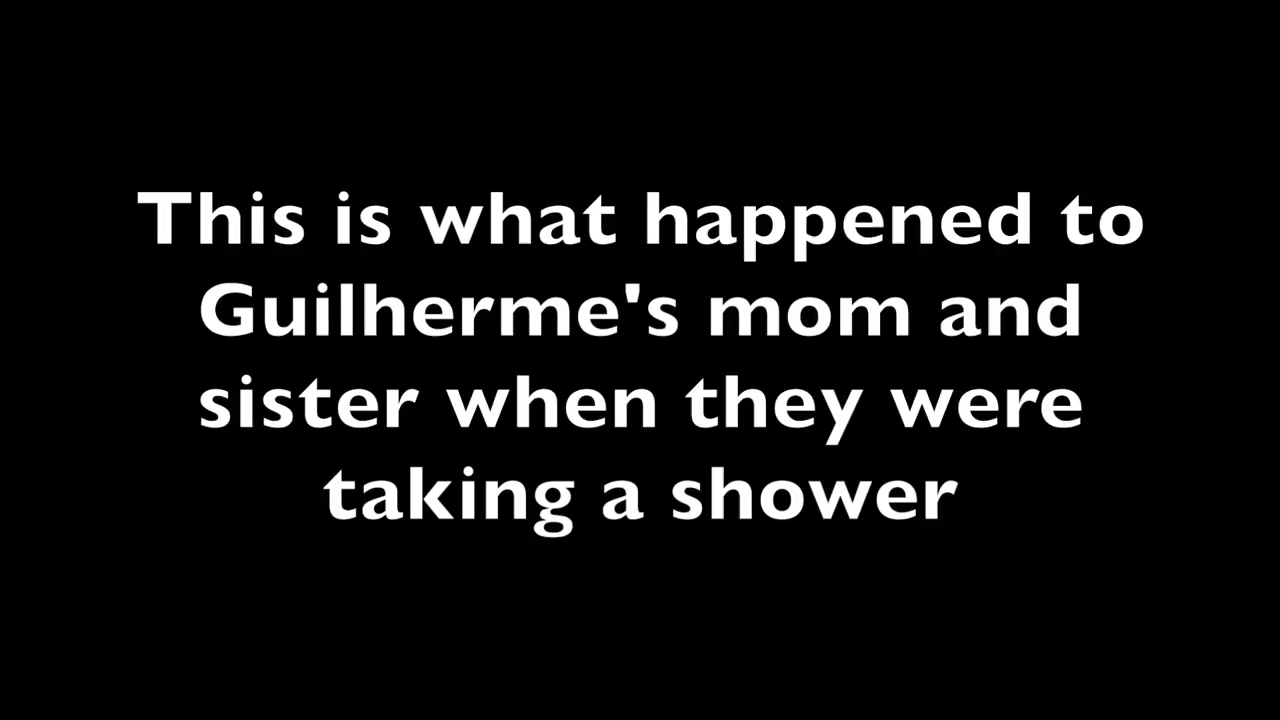 This is what happened to
Guilherme's mom and
sister when they were
taking a shower